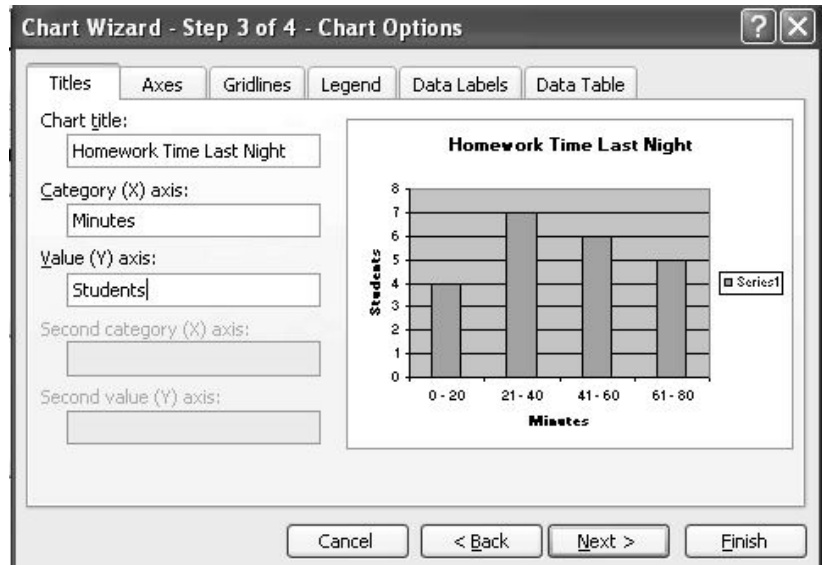 Chart Wizard - Step 3 of 4 - Chart Options
Titles Axes Gridlines Legend Data Labels Data Table
Chart title:
Homework Time Last Night
Category (X) axis:
Minutes
Value (Y) axis:
Students
Second category (X) axis:
Second value (Y) axis:
Homework Time Last Night
Students
8
7
6
5
4
3
2
1
0
0 - 20 21 - 40 41 - 60 61 - 80
Minutes
Series1
Cancel < Back Next > Finish